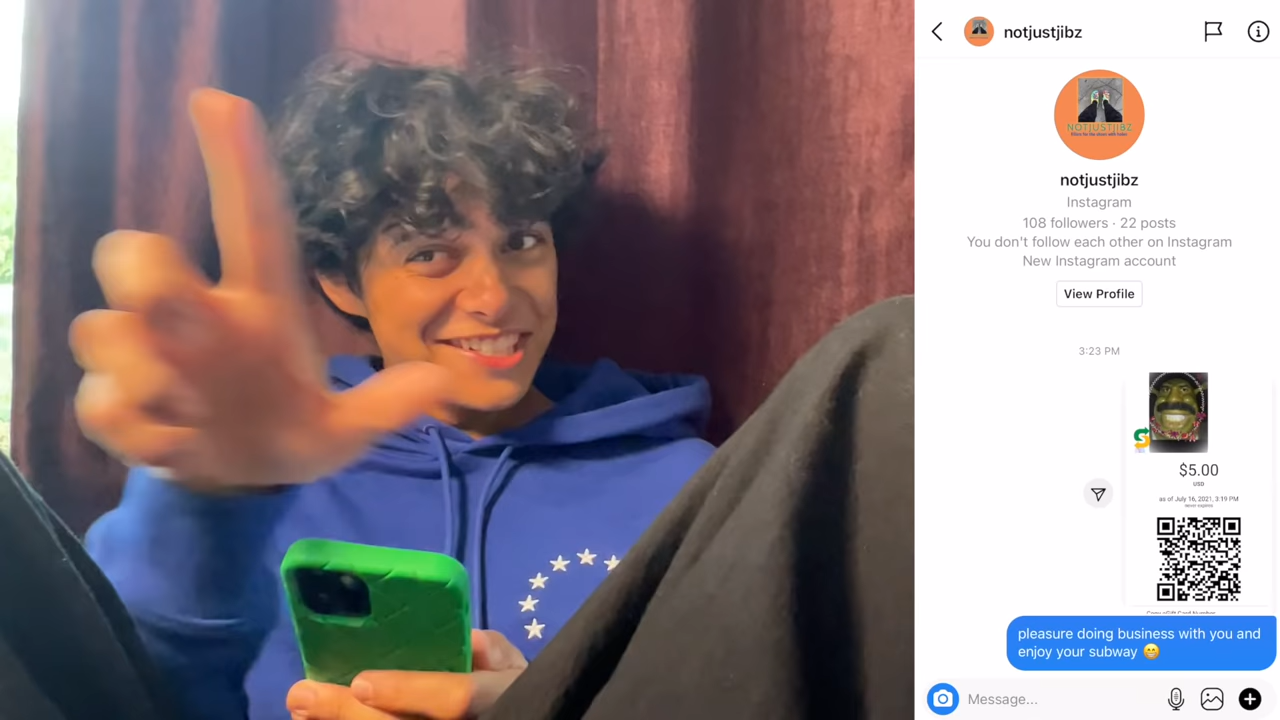 notjustjibz
NOTJUSTJIBZ
notjustjibz
Instagram
108 followers · 22 posts
You don't follow each other on Instagram
New Instagram account
View Profile
3:23 PM
$5.00
USD
as of July 16, 2021, 3:19 PM
never expires
pleasure doing business with you and
enjoy your subway 😁
Message...